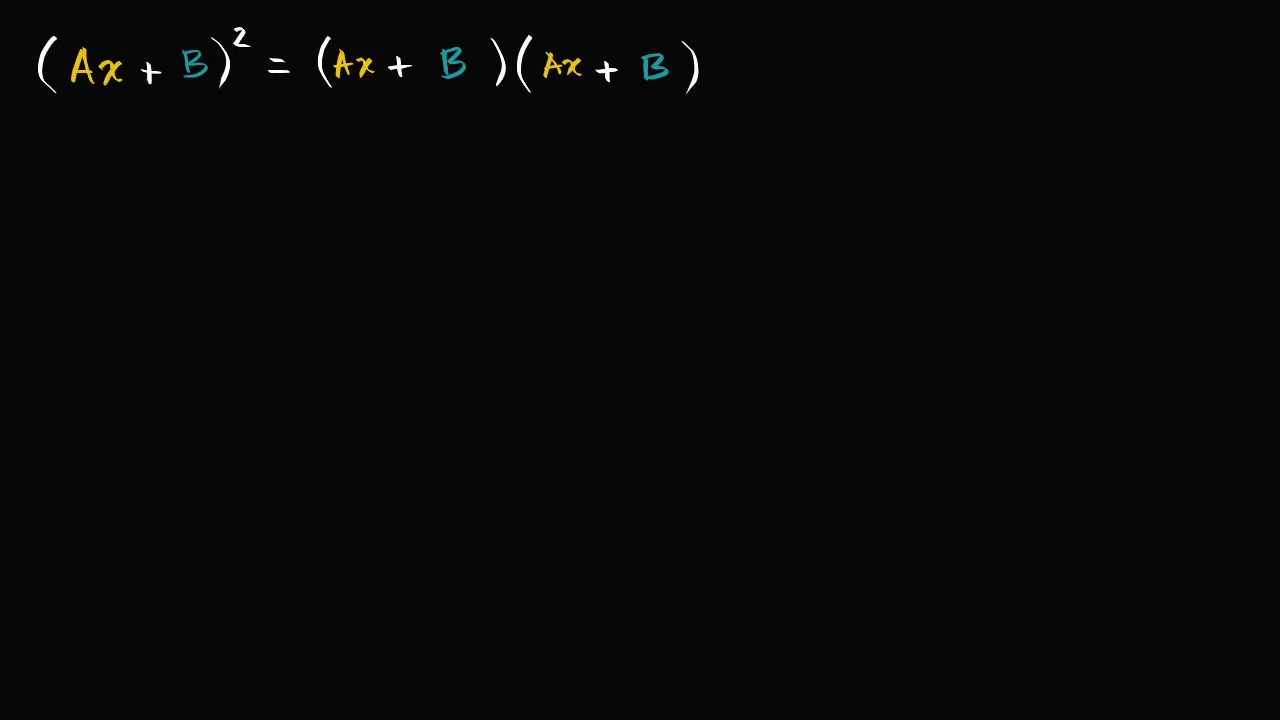 (Ax + B)² = (Ax + B)(Ax + B)